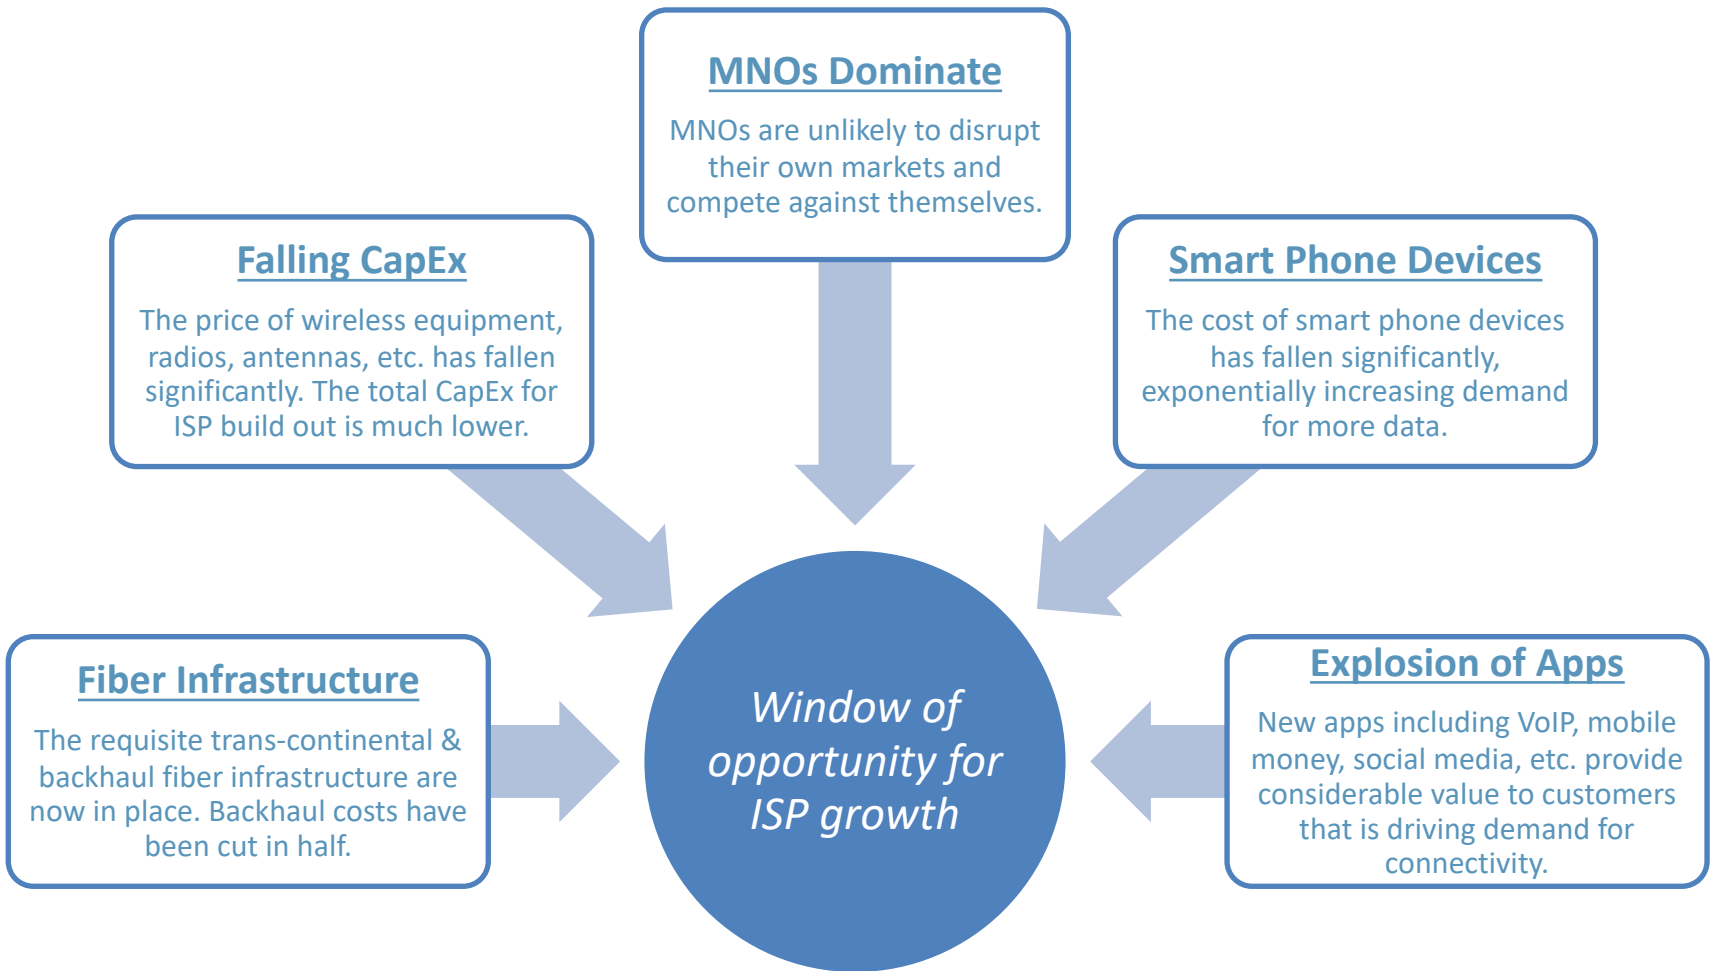 MNOs Dominate
MNOs are unlikely to disrupt
their own markets and
compete against themselves.
Falling CapEx
The price of wireless equipment,
radios, antennas, etc. has fallen
significantly. The total CapEx for
ISP build out is much lower.
Smart Phone Devices
The cost of smart phone devices
has fallen significantly,
exponentially increasing demand
for more data.
Fiber Infrastructure
The requisite trans-continental &
backhaul fiber infrastructure are
now in place. Backhaul costs have
been cut in half.
Window of
opportunity for
ISP growth
Explosion of Apps
New apps including VoIP, mobile
money, social media, etc. provide
considerable value to customers
that is driving demand for
connectivity.